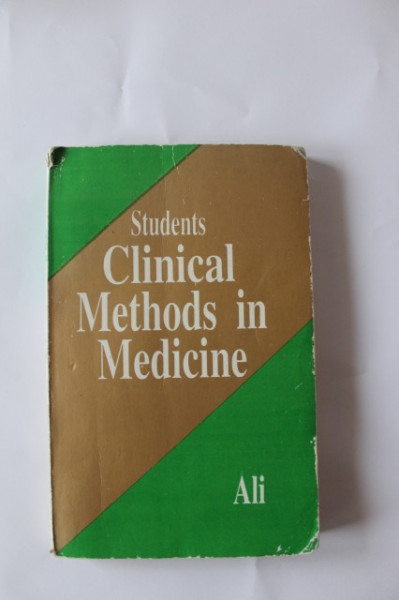 Students
Clinical
Methods in
Medicine
Ali